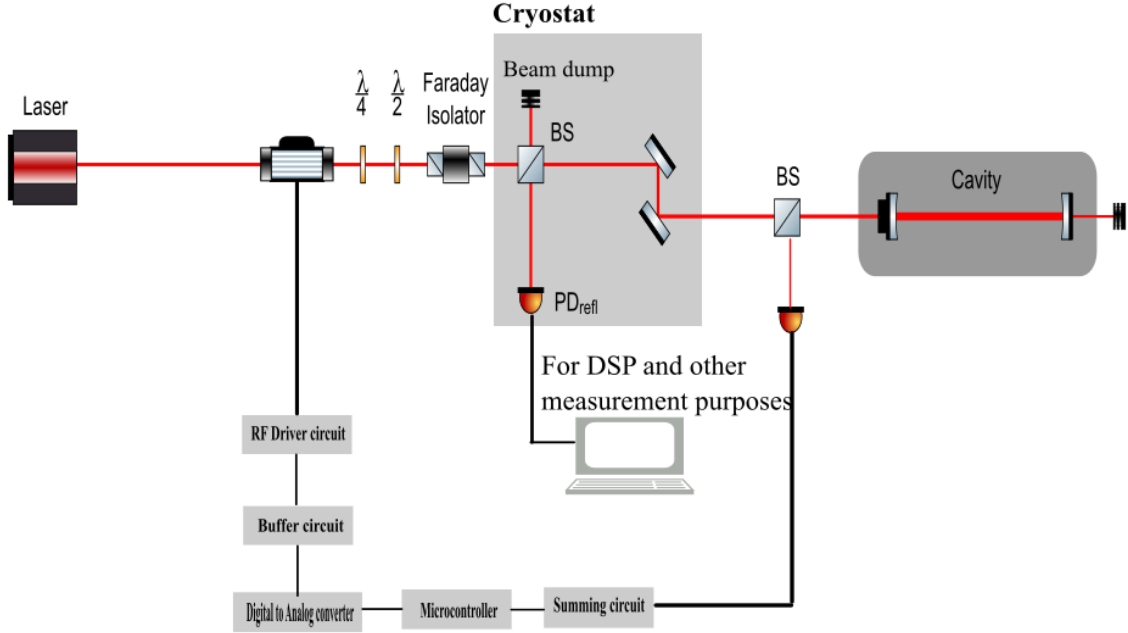 Cryostat
Beam dump
Laser
λ
4
λ
2
Faraday
Isolator
BS
BS
Cavity
PDrefl
For DSP and other
measurement purposes
RF Driver circuit
Buffer circuit
Digital to Analog converter
Microcontroller
Summing circuit